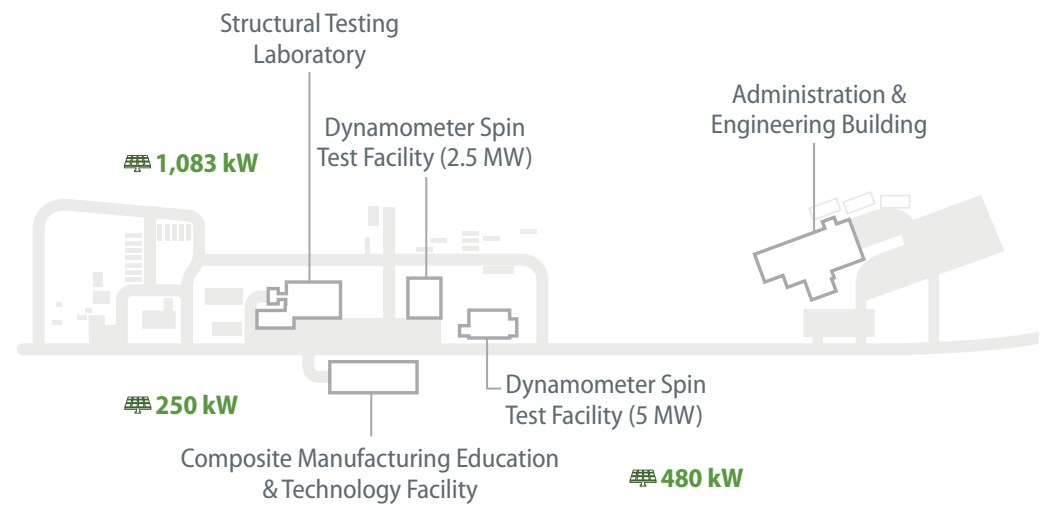 Structural Testing
Laboratory
Administration &
Engineering Building
Dynamometer Spin
Test Facility (2.5 MW)
1,083 kW
Dynamometer Spin
Test Facility (5 MW)
250 kW
Composite Manufacturing Education
& Technology Facility
480 kW